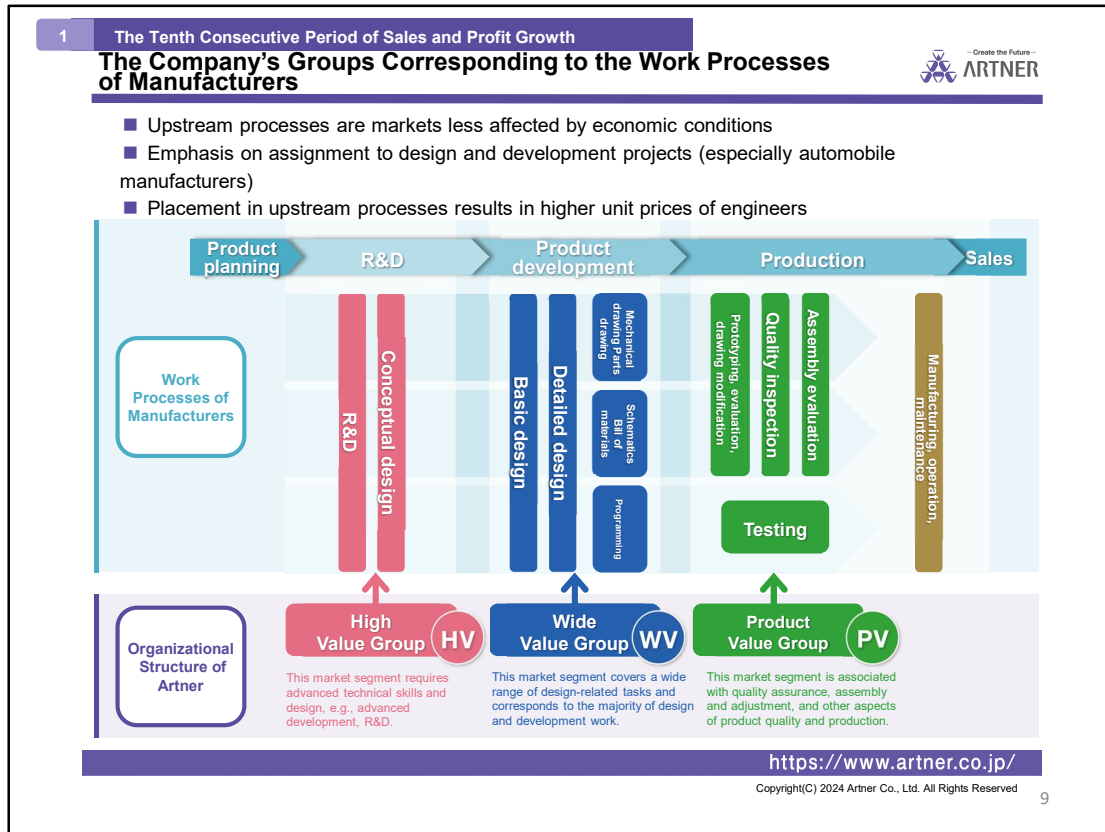 1
The Tenth Consecutive Period of Sales and Profit Growth
The Company's Groups Corresponding to the Work Processes
of Manufacturers
–Create the Future–
ARTNER
Upstream processes are markets less affected by economic conditions
Emphasis on assignment to design and development projects (especially automobile
manufacturers)
Placement in upstream processes results in higher unit prices of engineers
Product
planning
R&D
Product
development
Production
Sales
Work
Processes of
Manufacturers
R&D
Conceptual design
Basic design
Detailed design
Mechanical
drawing Parts
drawing
Schematics
Bill of
materials
Programming
Prototyping, evaluation,
drawing modification
Quality inspection
Assembly evaluation
Testing
Manufacturing, operation,
maintenance
Organizational
Structure of
Artner
High
Value Group
HV
This market segment requires
advanced technical skills and
design, e.g., advanced
development, R&D.
Wide
Value Group
WV
This market segment covers a wide
range of design-related tasks and
corresponds to the majority of design
and development work.
Product
Value Group
PV
This market segment is associated
with quality assurance, assembly
and adjustment, and other aspects
of product quality and production.
https://www.artner.co.jp/
Copyright(C) 2024 Artner Co., Ltd. All Rights Reserved
9